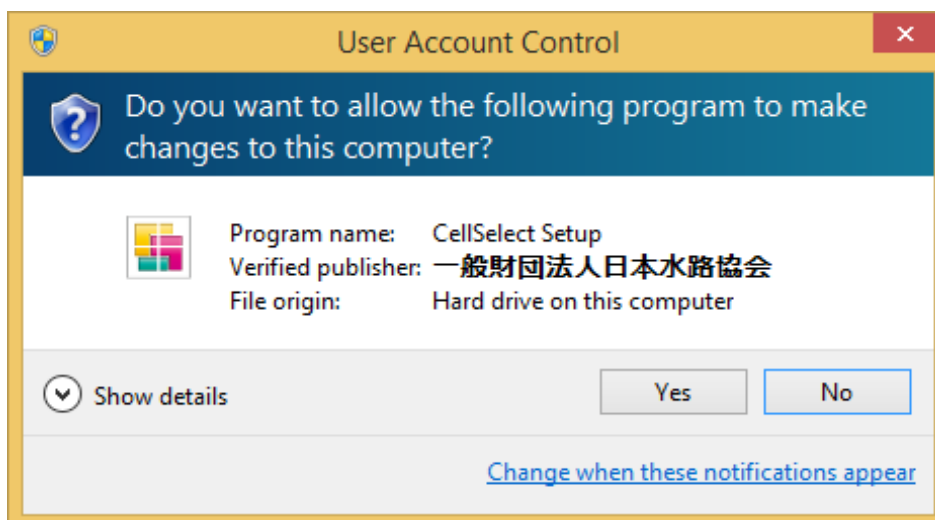 User Account Control
Do you want to allow the following program to make
changes to this computer?
Program name: CellSelect Setup
Verified publisher: 一般財団法人日本水路協会
File origin: Hard drive on this computer
Show details
Yes
No
Change when these notifications appear